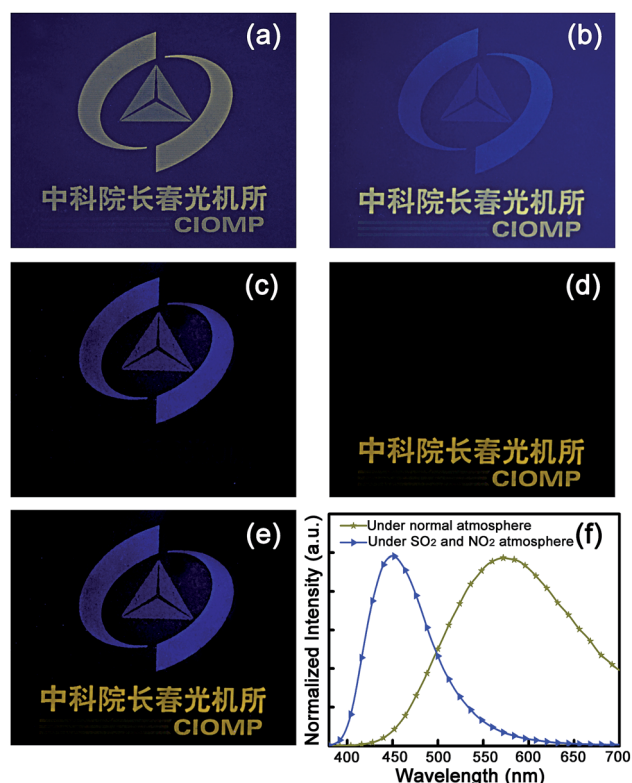 (a)
中科院长春光机所
CIOMP
(b)
中科院长春光机所
CIOMP
(c)
(d)
中科院长春光机所
CIOMP
(e)
中科院长春光机所
CIOMP
(f)
Under normal atmosphere
Under SO2 and NO2 atmosphere
Normalized Intensity (a.u.)
400 450 500 550 600 650 700
Wavelength (nm)